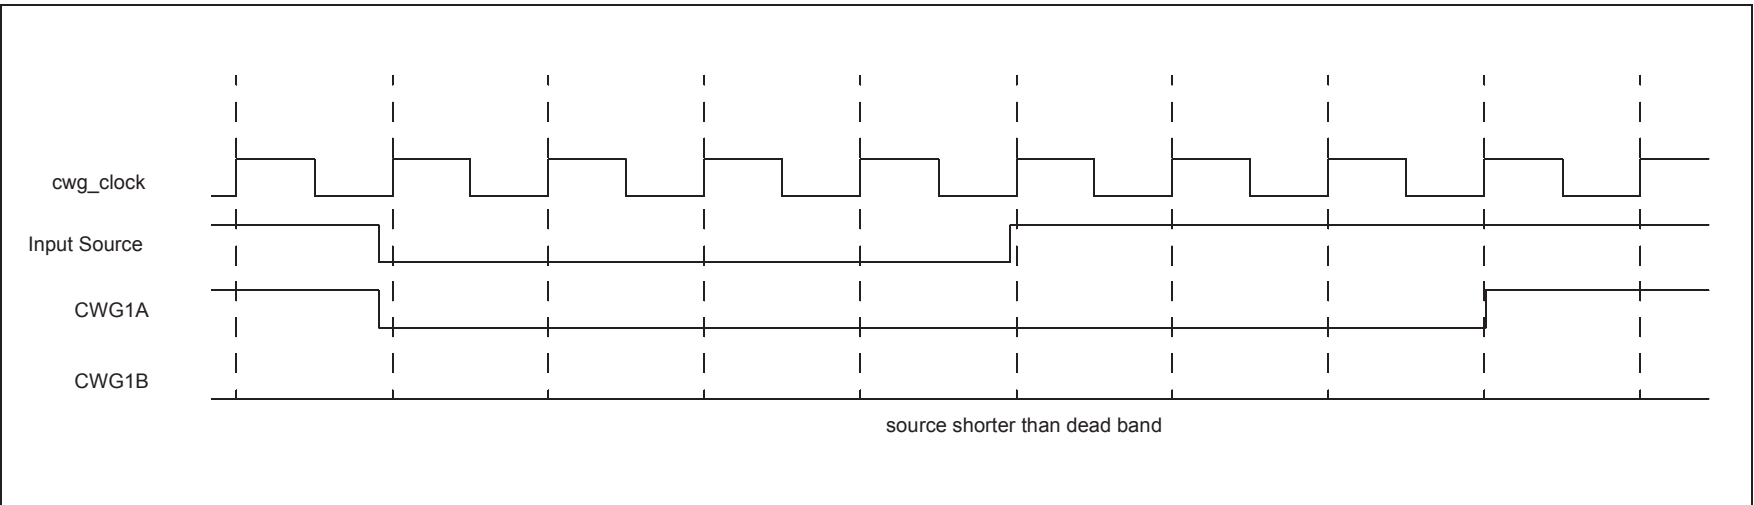 cwg_clock
Input Source
CWG1A
CWG1B
source shorter than dead band